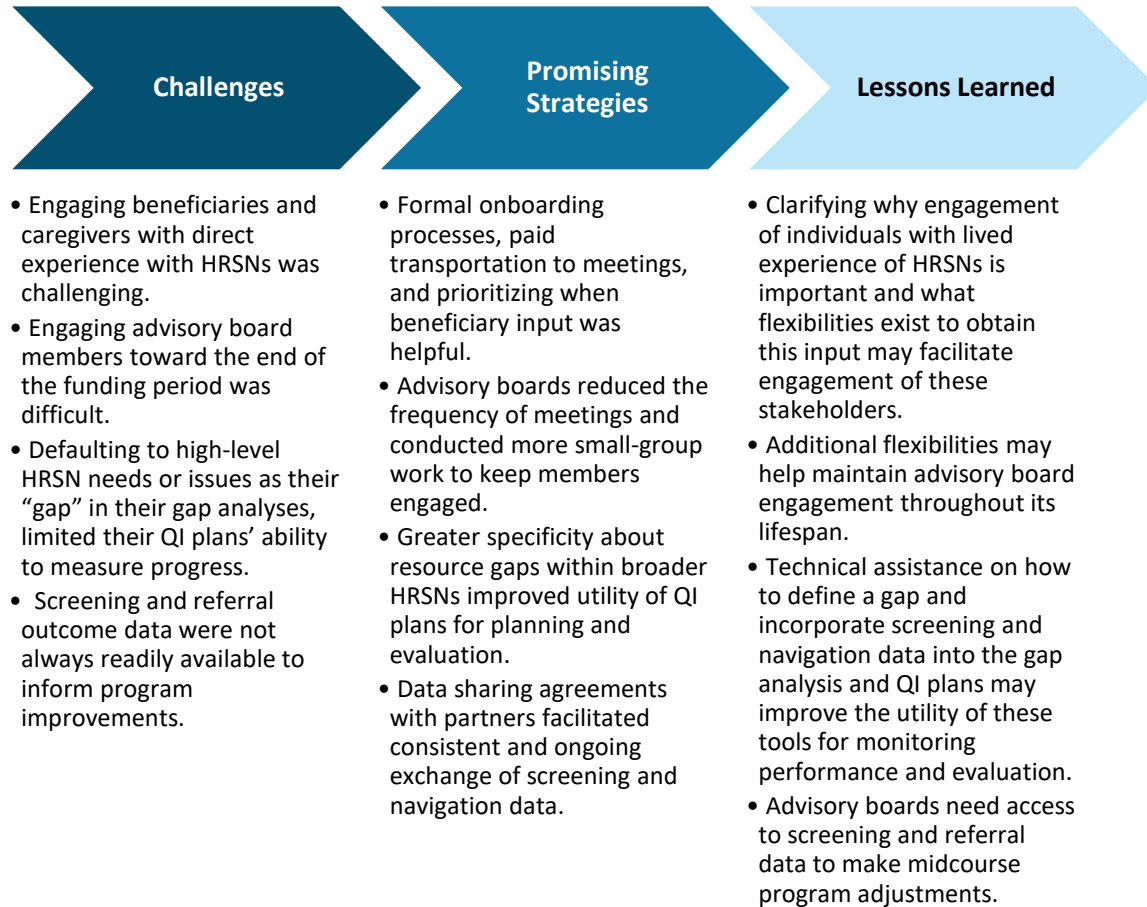 Challenges
Promising
Strategies
Lessons Learned
• Engaging beneficiaries and
caregivers with direct
experience with HRSNs was
challenging.
• Engaging advisory board
members toward the end of
the funding period was
difficult.
• Defaulting to high-level
HRSN needs or issues as their
“gap” in their gap analyses,
limited their QI plans’ ability
to measure progress.
• Screening and referral
outcome data were not
always readily available to
inform program
improvements.
• Formal onboarding
processes, paid
transportation to meetings,
and prioritizing when
beneficiary input was
helpful.
• Advisory boards reduced the
frequency of meetings and
conducted more small-group
work to keep members
engaged.
• Greater specificity about
resource gaps within broader
HRSNs improved utility of QI
plans for planning and
evaluation.
• Data sharing agreements
with partners facilitated
consistent and ongoing
exchange of screening and
navigation data.
• Clarifying why engagement
of individuals with lived
experience of HRSNs is
important and what
flexibilities exist to obtain
this input may facilitate
engagement of these
stakeholders.
• Additional flexibilities may
help maintain advisory board
engagement throughout its
lifespan.
• Technical assistance on how
to define a gap and
incorporate screening and
navigation data into the gap
analysis and QI plans may
improve the utility of these
tools for monitoring
performance and evaluation.
• Advisory boards need access
to screening and referral
data to make midcourse
program adjustments.